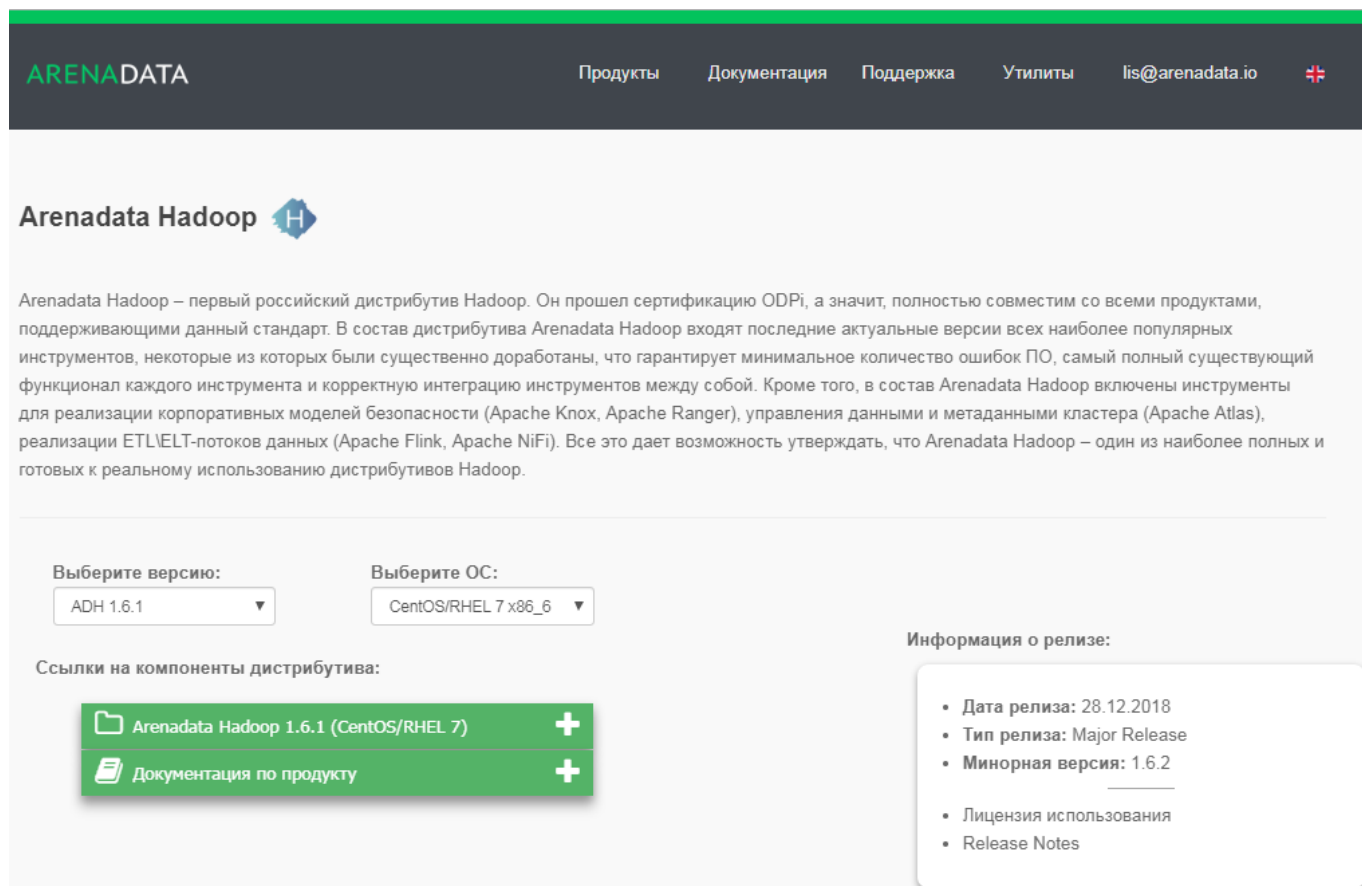 ARENADATA
Продукты Документация Поддержка Утилиты lis@arenadata.io
Arenadata Hadoop H
Arenadata Hadoop – первый российский дистрибутив Hadoop. Он прошел сертификацию ODPi, а значит, полностью совместим со всеми продуктами,
поддерживающими данный стандарт. В состав дистрибутива Arenadata Hadoop входят последние актуальные версии всех наиболее популярных
инструментов, некоторые из которых были существенно доработаны, что гарантирует минимальное количество ошибок ПО, самый полный существующий
функционал каждого инструмента и корректную интеграцию инструментов между собой. Кроме того, в состав Arenadata Hadoop включены инструменты
для реализации корпоративных моделей безопасности (Apache Knox, Apache Ranger), управления данными и метаданными кластера (Apache Atlas),
реализации ETL\ELT-потоков данных (Apache Flink, Apache NiFi). Все это дает возможность утверждать, что Arenadata Hadoop – один из наиболее полных и
готовых к реальному использованию дистрибутивов Hadoop.
Выберите версию: Выберите ОС:
ADH 1.6.1 CentOS/RHEL 7 x86_6
Ссылки на компоненты дистрибутива:
Arenadata Hadoop 1.6.1 (CentOS/RHEL 7)
Документация по продукту
Информация о релизе:
• Дата релиза: 28.12.2018
• Тип релиза: Major Release
• Минорная версия: 1.6.2
• Лицензия использования
• Release Notes